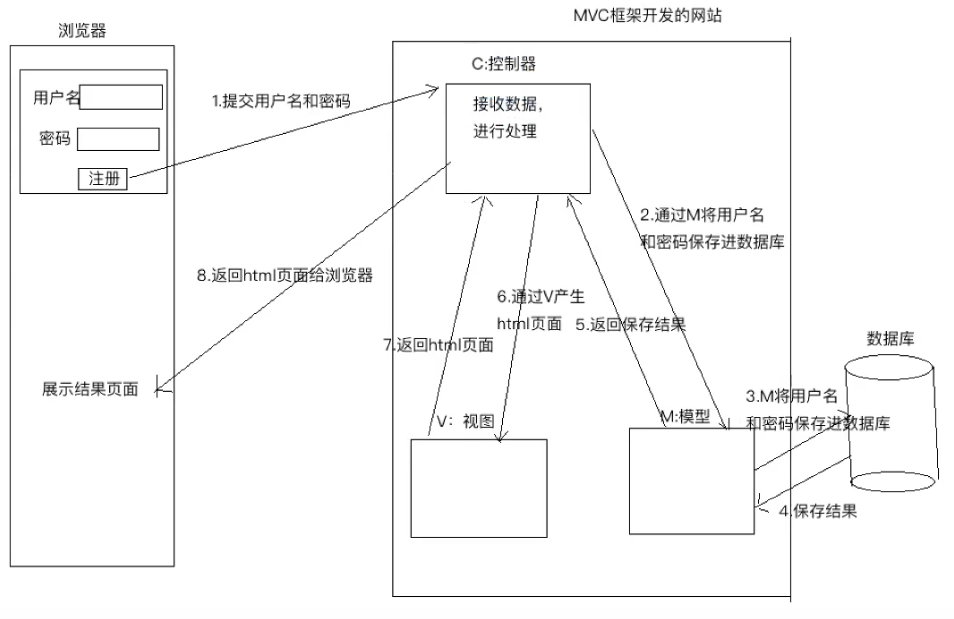 MVC框架开发的网站
浏览器
C:控制器
用户名
密码
注册
1.提交用户名和密码
接收数据，
进行处理
2.通过M将用户名
和密码保存进数据库
8.返回html页面给浏览器
6.通过V产生
html页面
5.返回保存结果
7.返回html页面
数据库
展示结果页面
3.M将用户名
和密码保存进数据库
V：视图
M:模型
4.保存结果